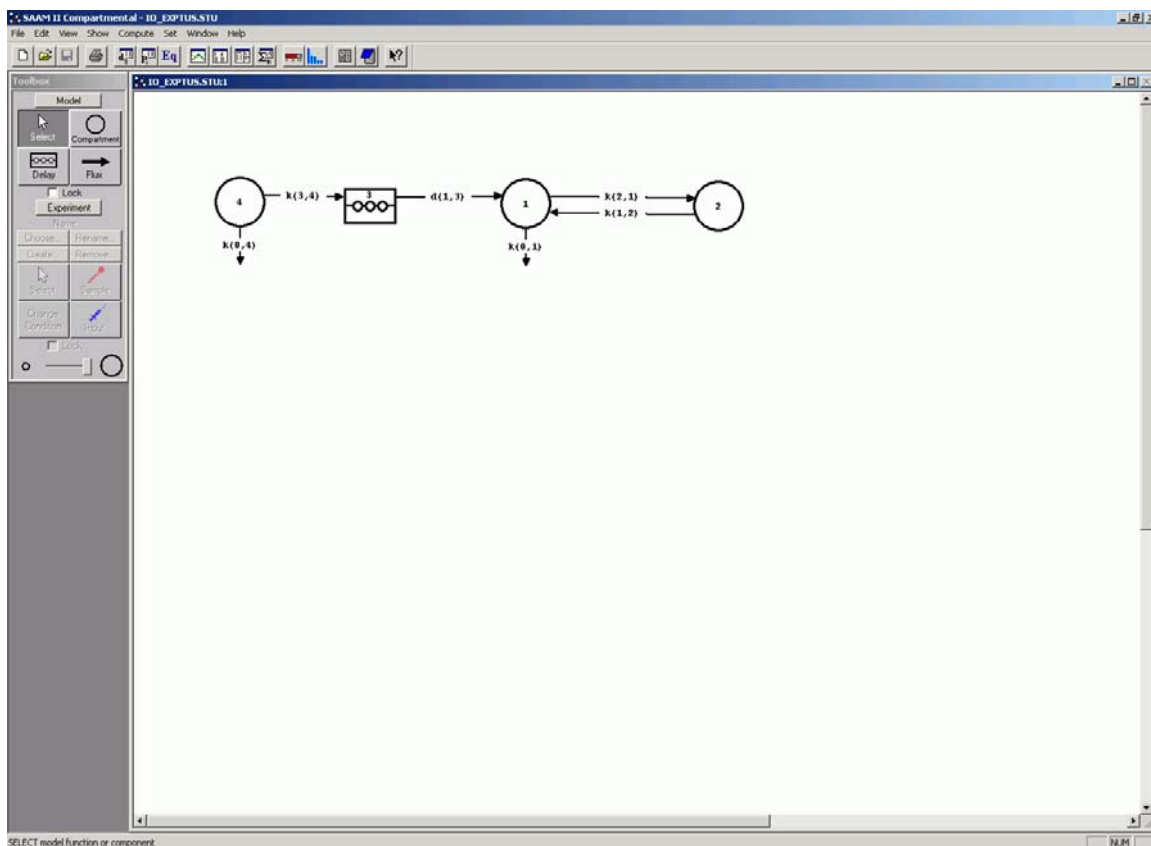 SAAM II Compartmental - IO_EXPTUS.STU
File Edit View Show Compute Set Window Help
Eq
Toolbox
IO_EXPTUS.STU:1
Model
Select
Compartment
Delay
Flux
Lock
Experiment
Name
Choose... Rename...
Create... Remove...
Select
Sample
Change
Condition
Input
Lock
4
k(3,4)
3
d(1,3)
1
k(2,1)
k(1,2)
2
k(0,4)
k(0,1)
SELECT model function or component
NUM